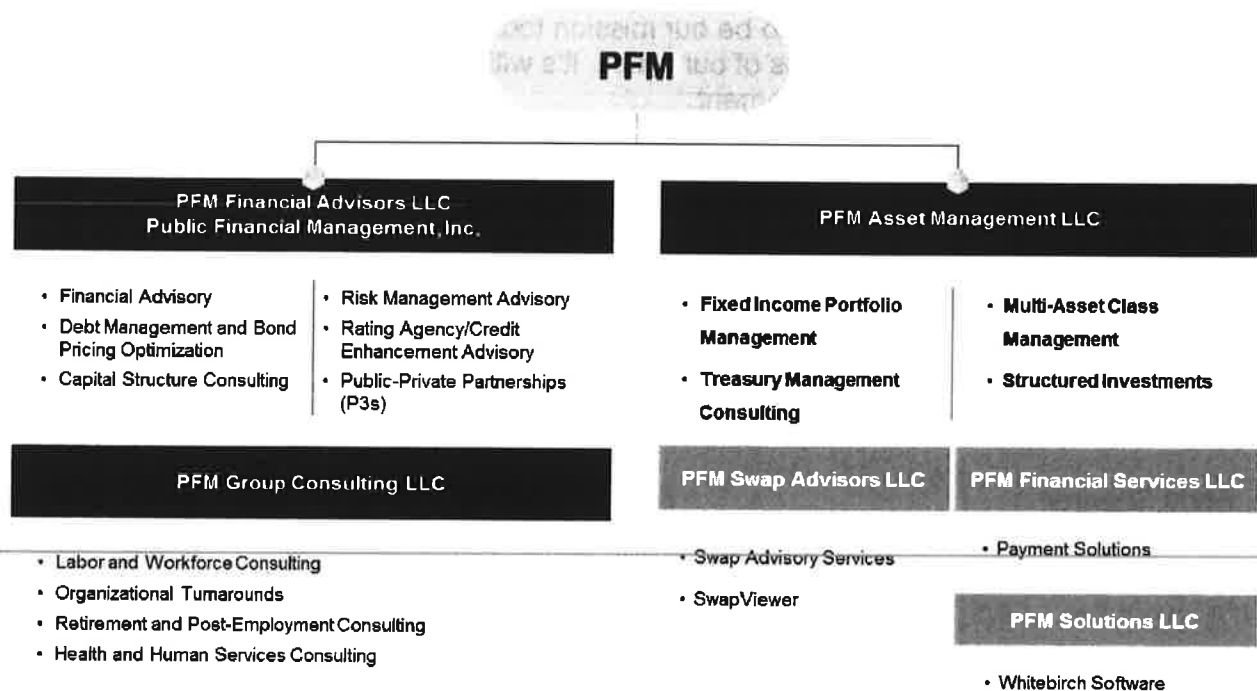 PFM
PFM Financial Advisors LLC
Public Financial Management, Inc.
• Financial Advisory
• Debt Management and Bond
Pricing Optimization
• Capital Structure Consulting
• Risk Management Advisory
• Rating Agency/Credit
Enhancement Advisory
• Public-Private Partnerships
(P3s)
PFM Asset Management LLC
• Fixed Income Portfolio
Management
• Treasury Management
Consulting
• Multi-Asset Class
Management
• Structured Investments
PFM Group Consulting LLC
• Labor and Workforce Consulting
• Organizational Turnarounds
• Retirement and Post-Employment Consulting
• Health and Human Services Consulting
PFM Swap Advisors LLC
• Swap Advisory Services
• SwapViewer
PFM Financial Services LLC
• Payment Solutions
PFM Solutions LLC
• Whitebirch Software